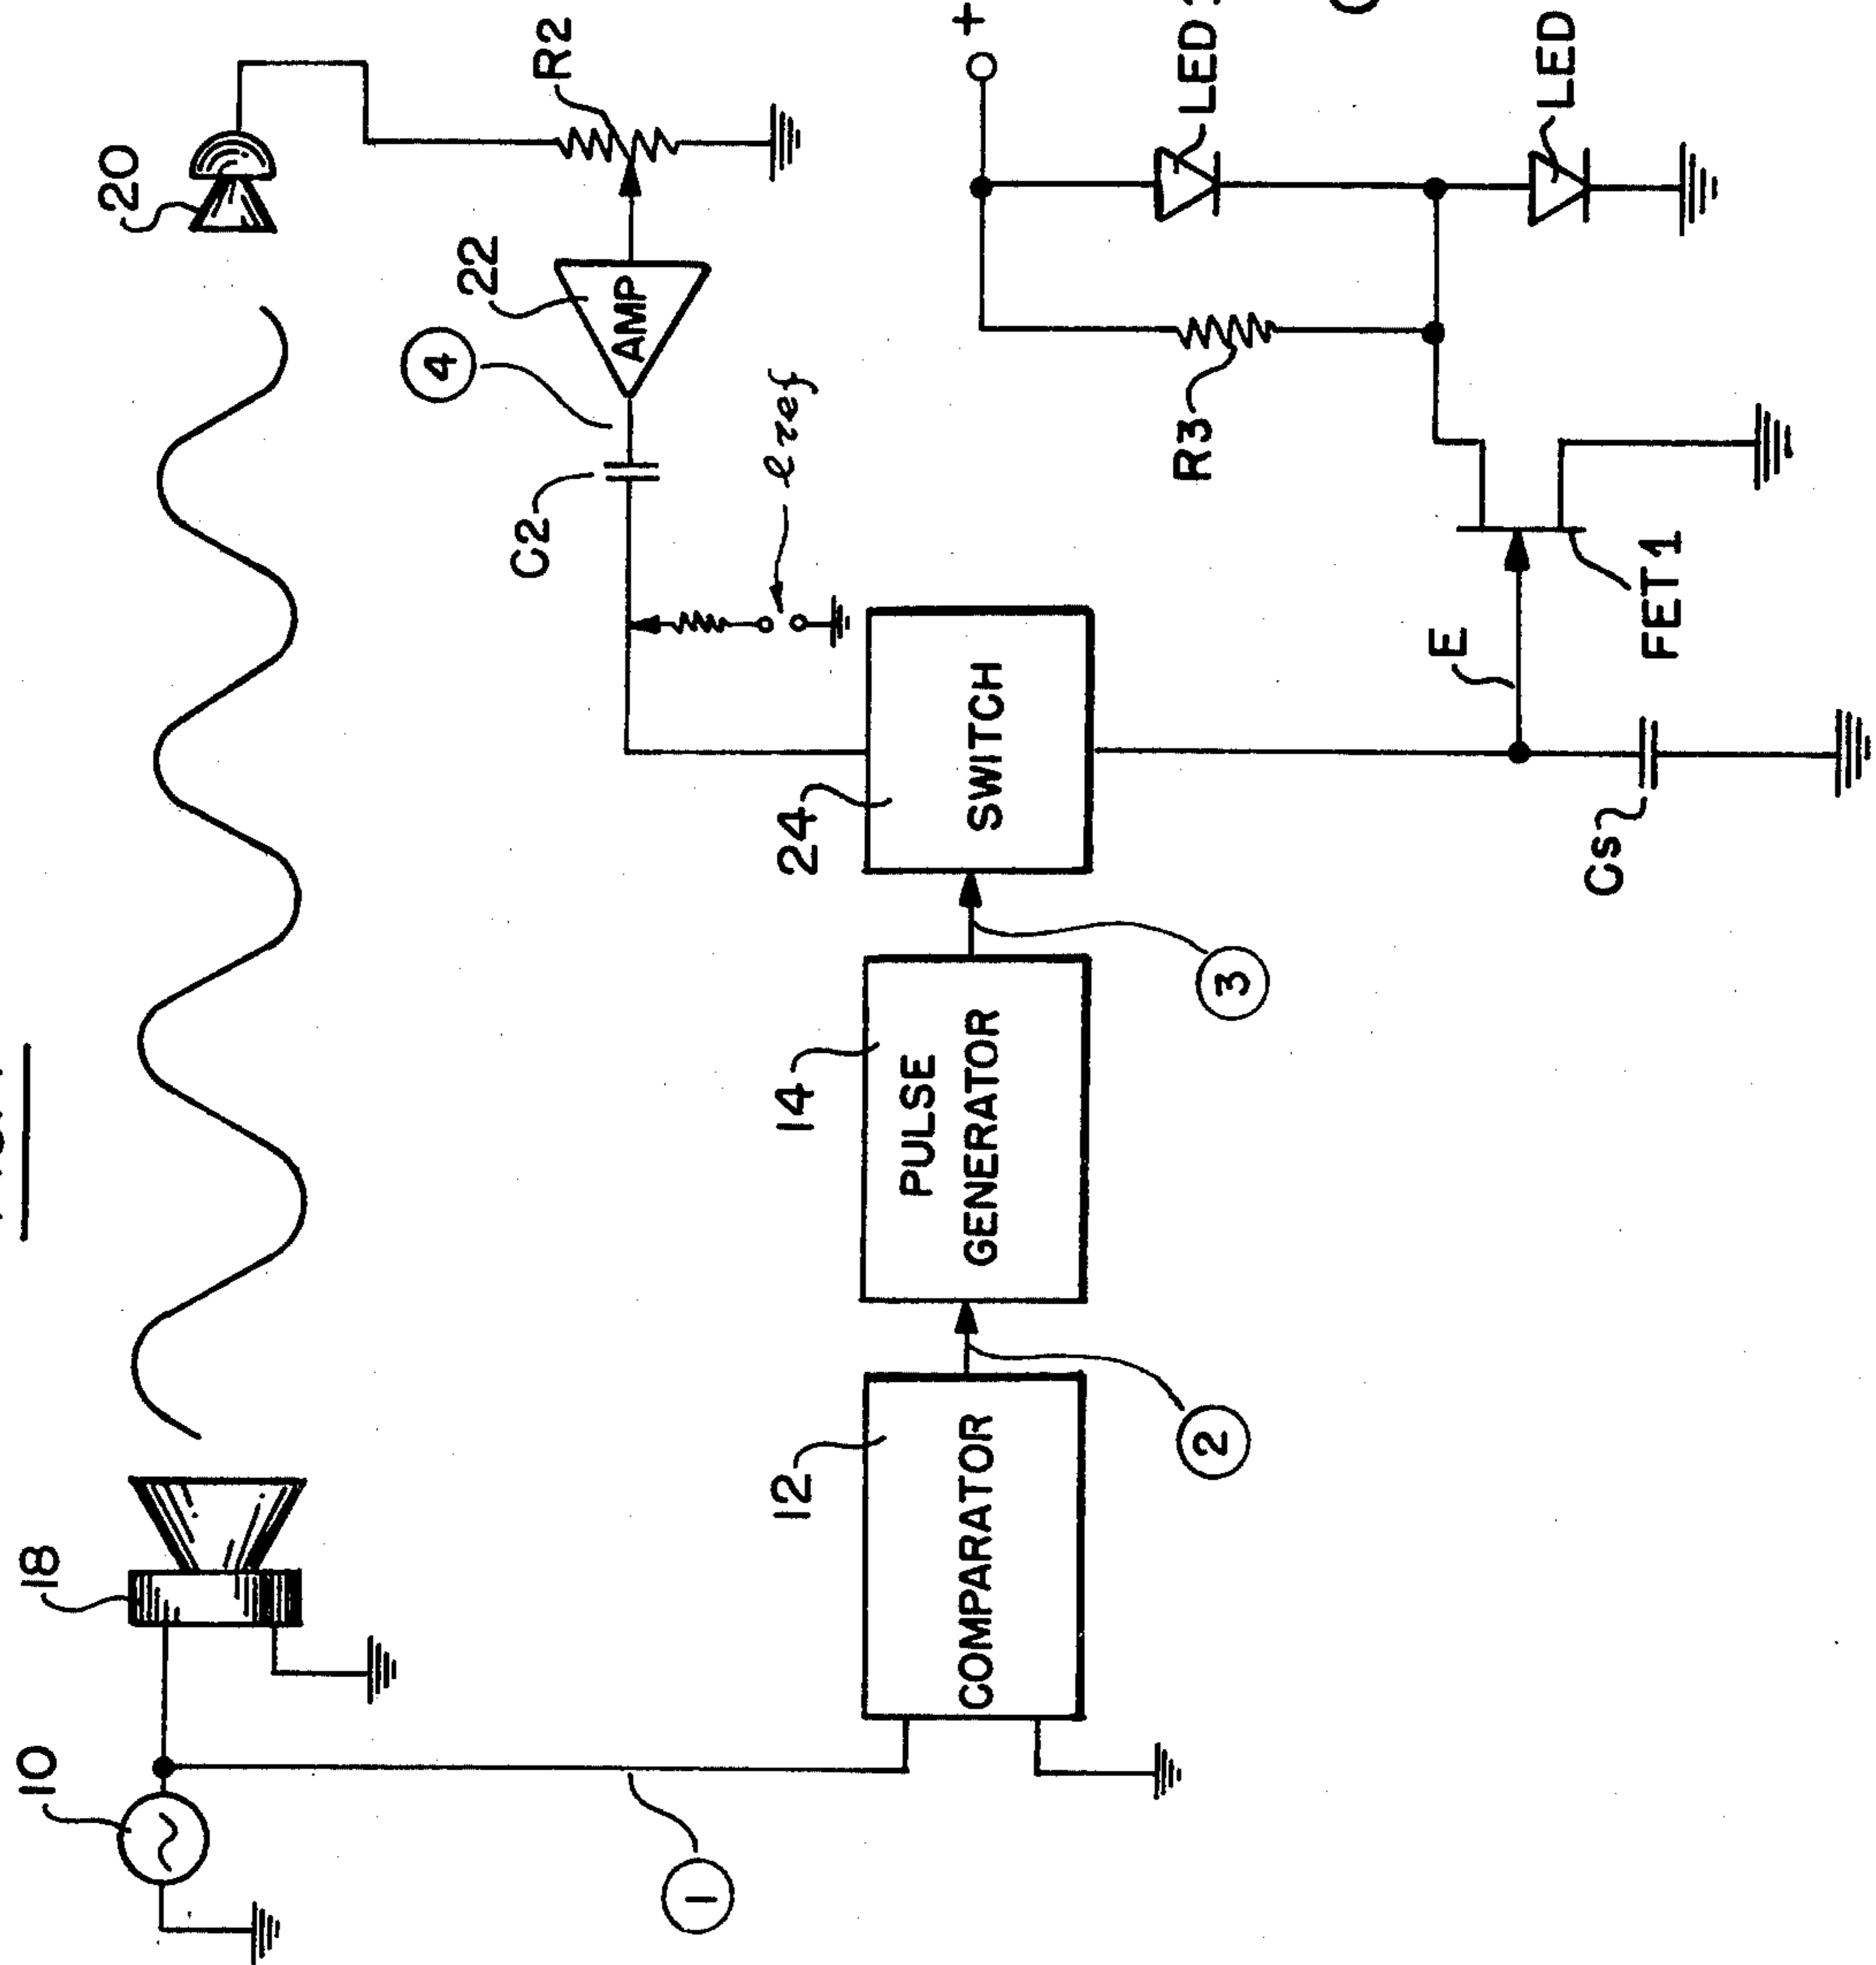 10
18
20
1
R2
22
AMP
4
C2
eref
12
COMPARATOR
2
14
PULSE
GENERATOR
3
24
SWITCH
+
LED
R3
LED
E
FET1
Cs